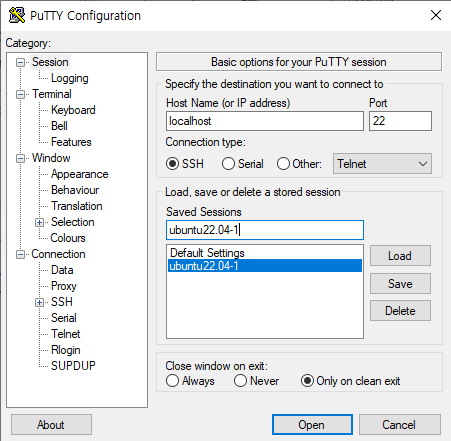 PuTTY Configuration
Category:
Session
Logging
Terminal
Keyboard
Bell
Features
Window
Appearance
Behaviour
Translation
Selection
Colours
Connection
Data
Proxy
SSH
Serial
Telnet
Rlogin
SUPDUP
Basic options for your PuTTY session
Specify the destination you want to connect to
Host Name (or IP address) Port
localhost 22
Connection type:
SSH Serial Other: Telnet
Load, save or delete a stored session
Saved Sessions
ubuntu22.04-1
Default Settings
ubuntu22.04-1
Load
Save
Delete
Close window on exit:
Always Never Only on clean exit
About Open Cancel